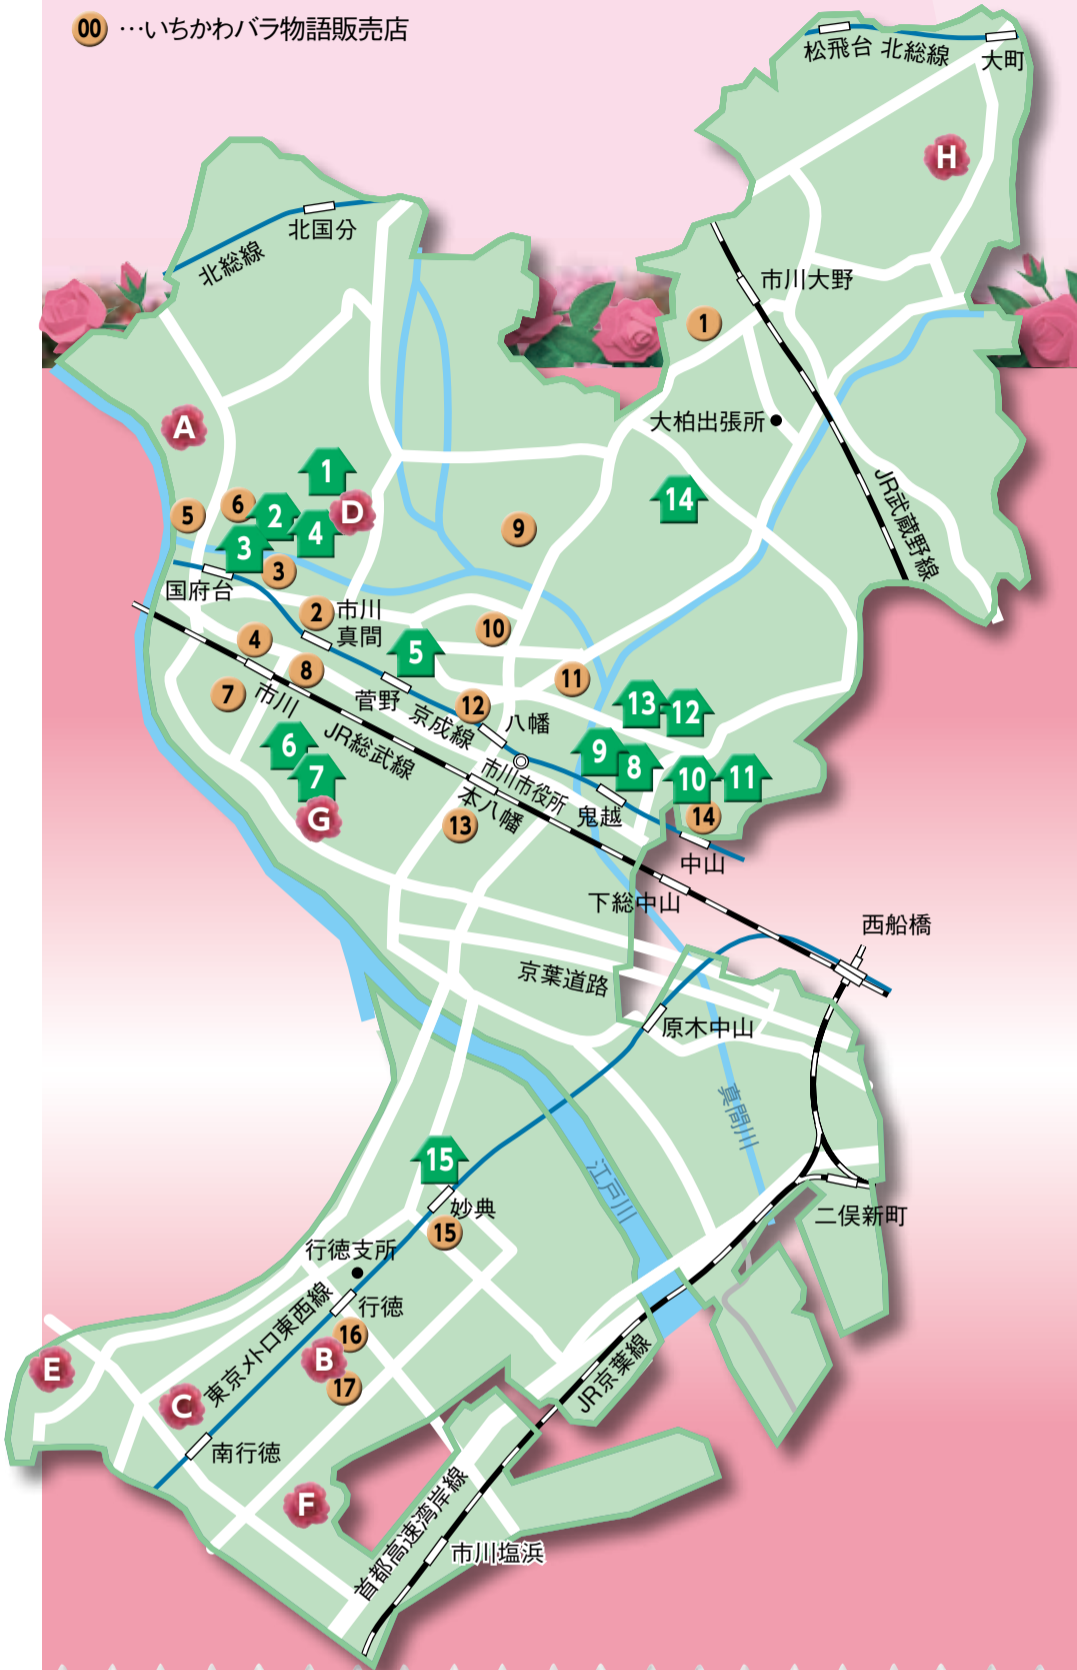 00 …いちかわバラ物語販売店
松飛台 北総線
大町
H
北国分
北総線
市川大野
1
大柏出張所
A
JR武蔵野線
1
14
6
2
D
5
4
9
3
3
国府台
2
市川
真間
10
4
5
8
11
7
市川
菅野
12
13
12
京成線
八幡
6
JR総武線
9
8
市川市役所
7
10
11
本八幡
鬼越
14
G
13
中山
下総中山
西船橋
京葉道路
原木中山
真間川
15
江戸川
妙典
二俣新町
15
行徳支所
行徳
東京メトロ東西線
16
B
E
17
JR京葉線
C
南行徳
F
首都高速湾岸線
市川塩浜